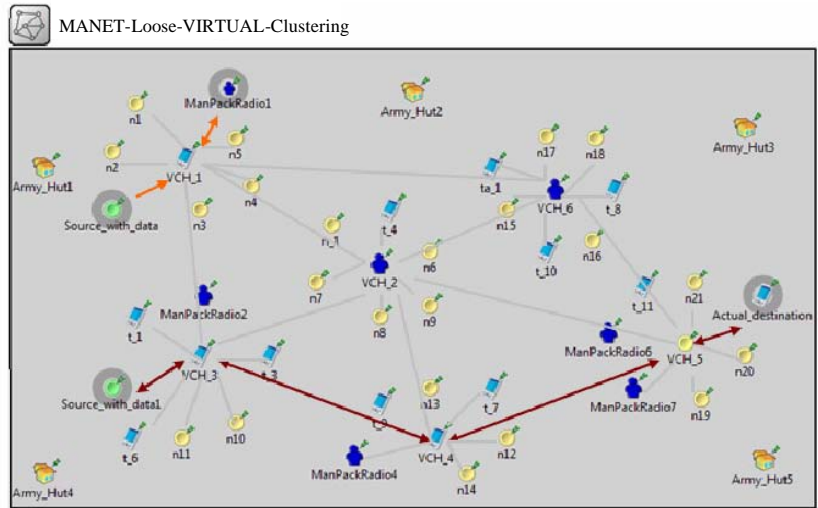 MANET-Loose-VIRTUAL-Clustering
ManPackRadio1
Army_Hut2
n1
Army_Hut3
n5
n17
n18
n2
VCH_1
Army_Hut1
ta_1
n4
VCH_6
t_8
Source_with_data
n3
n15
t_4
n6
n16
t_10
VCH_2
n7
t_11
n21
ManPackRadio2
n9
n8
Actual_destination
t_1
ManPackRadio6
VCH_5
VCH_3
t_3
n20
Source_with_data1
n13
t_7
ManPackRadio7
n19
t_9
n10
n11
t_6
VCH_4
n12
ManPackRadio4
n14
Army_Hut4
Army_Hut5